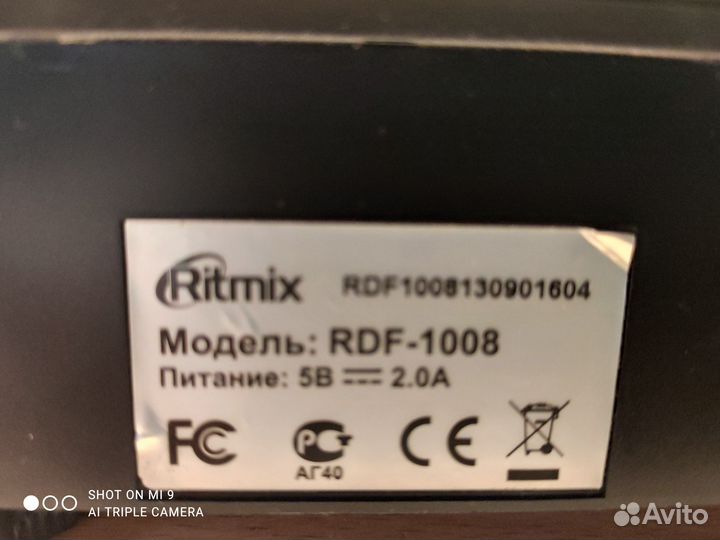 Ritmix RDF1008130901604
Модель: RDF-1008
Питание: 5В 2.0А
FC PC CE
АГ40
SHOT ON MI 9
AI TRIPLE CAMERA
Avito